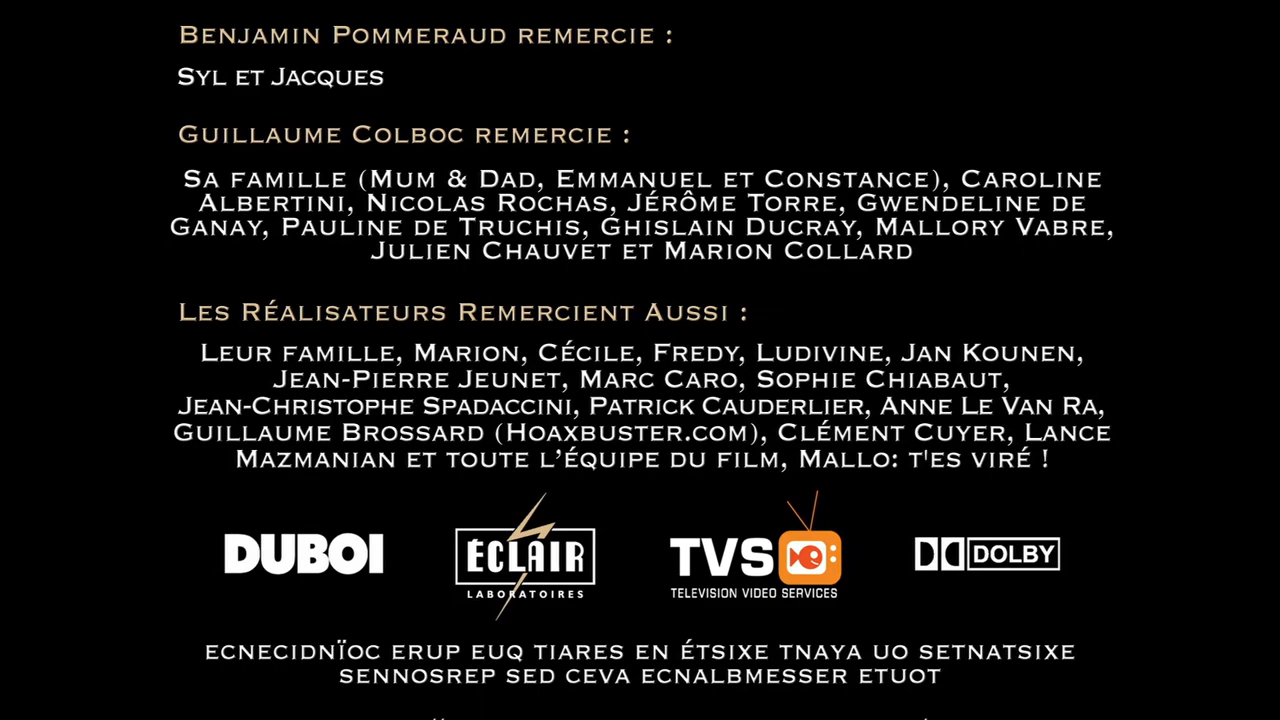 BENJAMIN POMMERAUD REMERCIE :
SYL ET JACQUES
GUILLAUME COLBOC REMERCIE :
SA FAMILLE (MUM & DAD, EMMANUEL ET CONSTANCE), CAROLINE
ALBERTINI, NICOLAS ROCHAS, JÉRÔME TORRE, GWENDELINE DE
GANAY, PAULINE DE TRUCHIS, GHISLAIN DUCRAY, MALLORY VABRE,
JULIEN CHAUVET ET MARION COLLARD
LES RÉALISATEURS REMERCIENT AUSSI :
LEUR FAMILLE, MARION, CÉCILE, FREDY, LUDIVINE, JAN KOUNEN,
JEAN-PIERRE JEUNET, MARC CARO, SOPHIE CHIABAUT,
JEAN-CHRISTOPHE SPADACCINI, PATRICK CAUDERLIER, ANNE LE VAN RA,
GUILLAUME BROSSARD (HOAXBUSTER.COM), CLÉMENT CUYER, LANCE
MAZMANIAN ET TOUTE L’ÉQUIPE DU FILM, MALLO: T'ES VIRÉ !
DUBOI
ÉCLAIR
LABORATOIRES
TVS
TELEVISION VIDEO SERVICES
DOLBY
ECNECIDNÏOC ERUP EUQ TIARES EN ÉTSIXE TNAYA UO SETNATSIXE
SENNOSREP SED CEVA ECNALBMESSER ETUOT